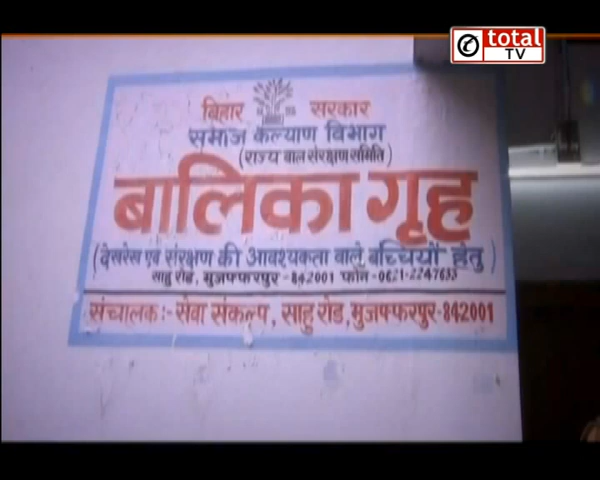 total
TV
बिहार सरकार
समाज कल्याण विभाग
(राज्य बाल संरक्षण समिति)
बालिका गृह
(देखरेख एवं संरक्षण की आवश्यकता वाले बच्चियों हेतु)
साहु रोड, मुजफ्फरपुर-842001 फोन-0621-2247653
संचालक:- सेवा संकल्प, साहु रोड, मुजफ्फरपुर-842001